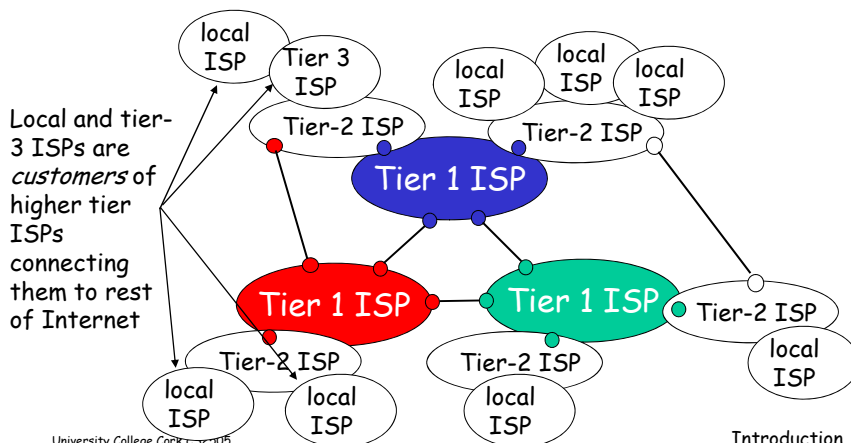 local
ISP
Tier 3
ISP
local
ISP
local
ISP
local
ISP
Tier-2 ISP
Tier-2 ISP
Local and tier-
3 ISPs are
customers of
higher tier
ISPs
connecting
them to rest
of Internet
Tier 1 ISP
Tier 1 ISP
Tier 1 ISP
Tier-2 ISP
Tier-2 ISP
Tier-2 ISP
local
ISP
local
ISP
local
ISP
local
ISP
University College Cork
Introduction